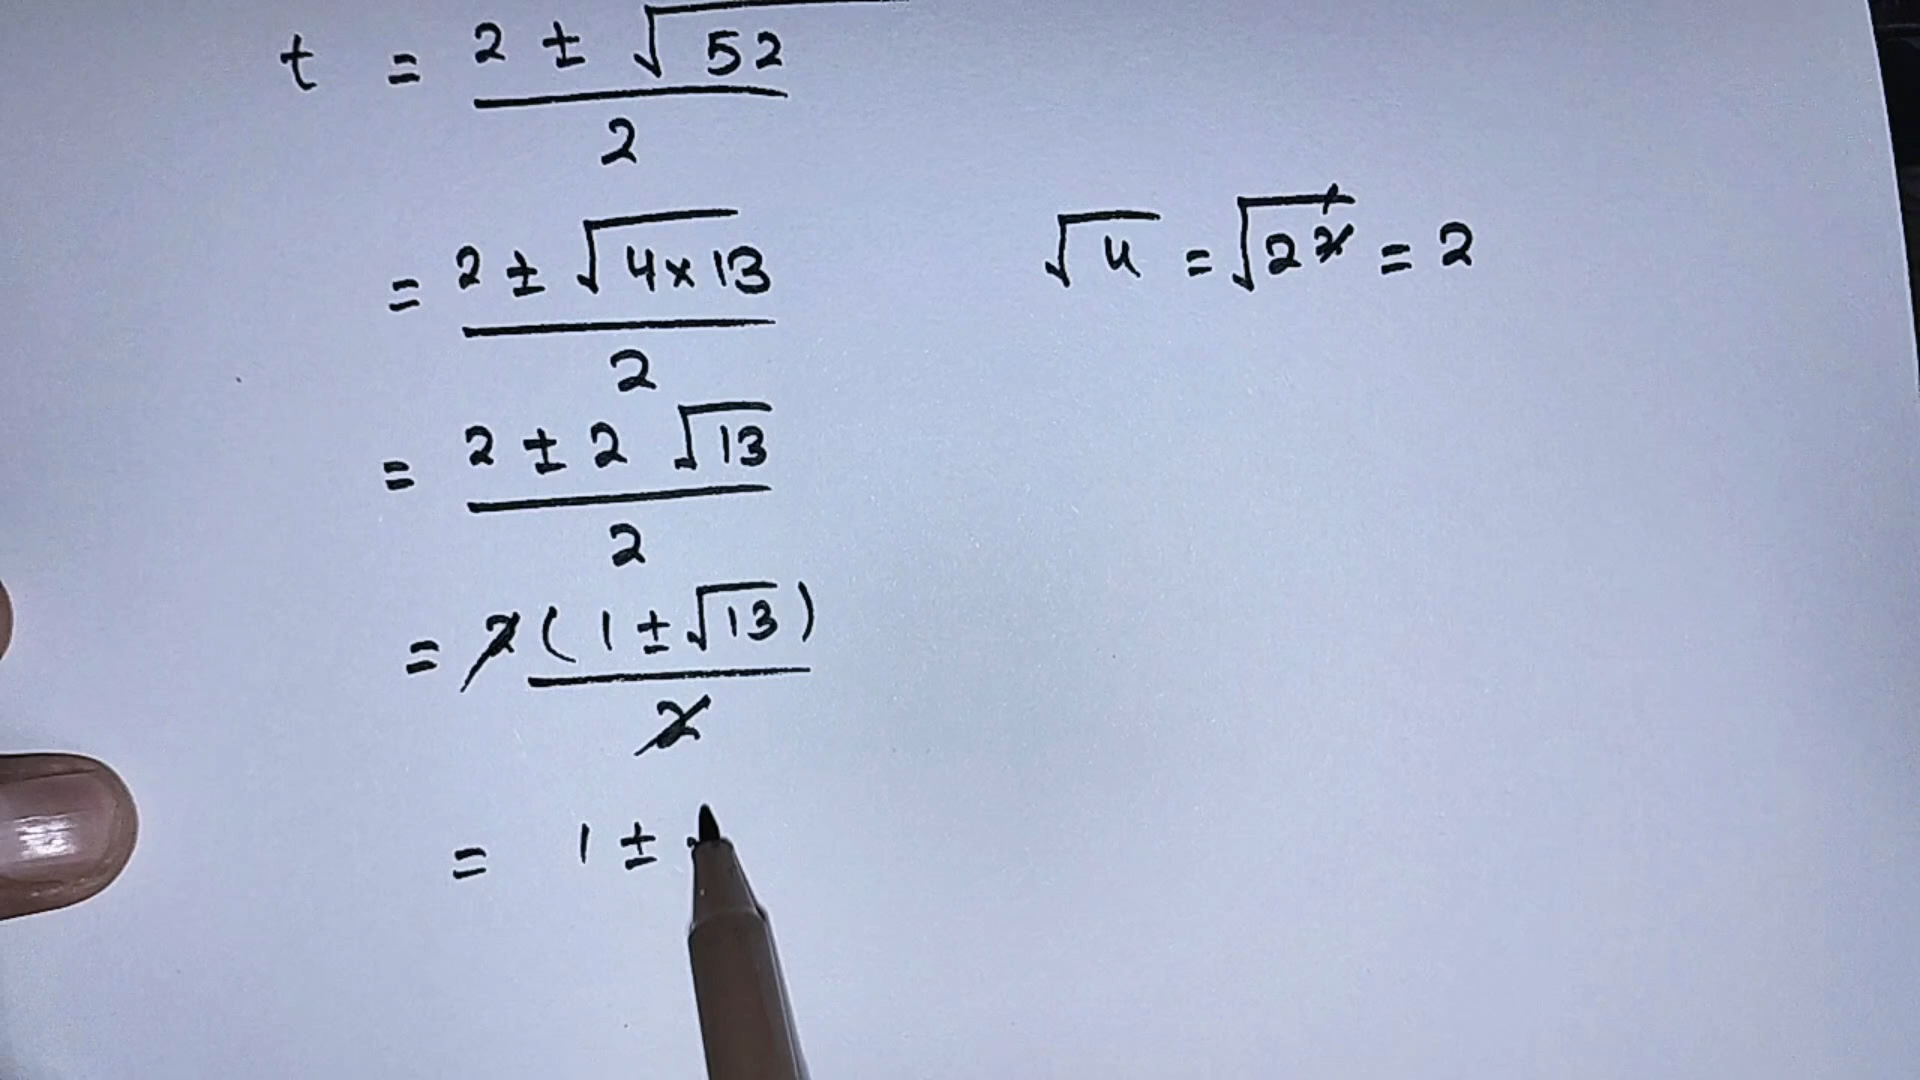 t = 2 ± √52
2
= 2 ± √4×13
2
√4 = √2² = 2
= 2 ± 2 √13
2
= 2(1 ± √13)
2
= 1 ±